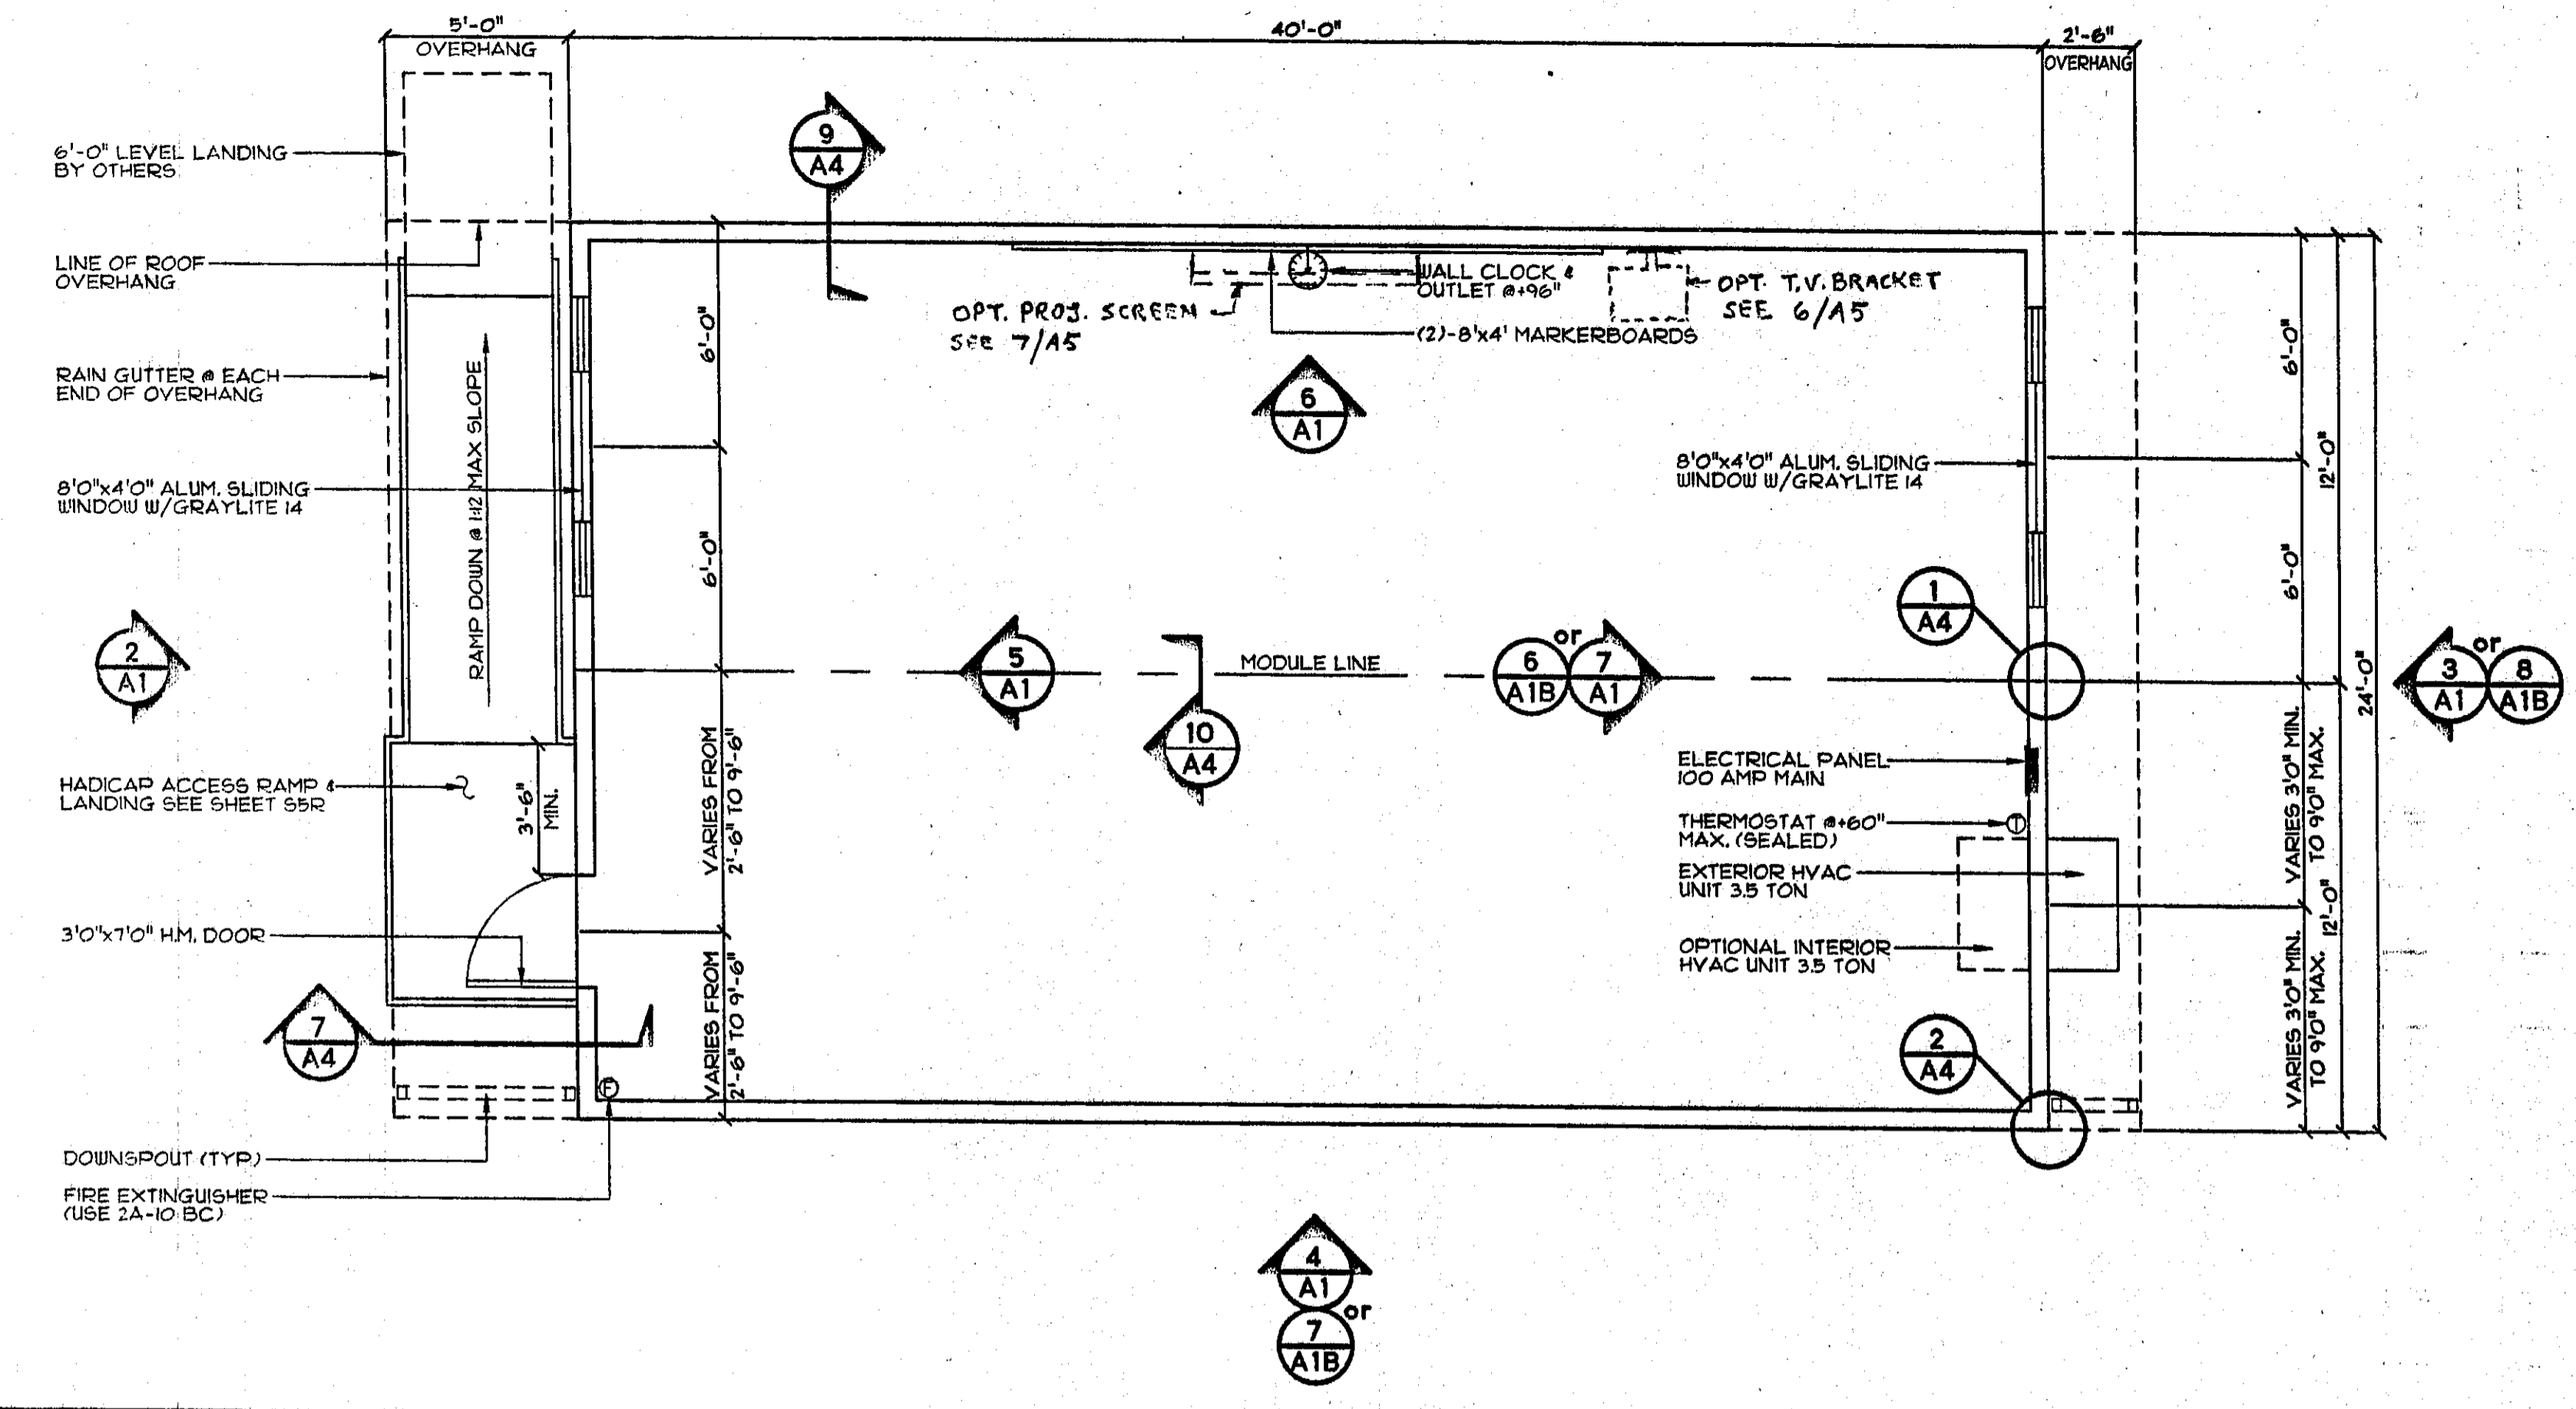 5'-0"
OVERHANG
40'-0"
2'-6"
OVERHANG
6'-0" LEVEL LANDING
BY OTHERS
9
A4
LINE OF ROOF
OVERHANG
WALL CLOCK &
OUTLET @+96"
OPT. T.V. BRACKET
SEE 6/A5
OPT. PROJ. SCREEN
SEE 7/A5
(2)-8'x4' MARKERBOARDS
6'-0"
6'-0"
RAIN GUTTER @ EACH
END OF OVERHANG
6
A1
RAMP DOWN @ 1:12 MAX SLOPE
8'0"x4'0" ALUM. SLIDING
WINDOW W/GRAYLITE 14
8'0"x4'0" ALUM. SLIDING
WINDOW W/GRAYLITE 14
12'-0"
6'-0"
6'-0"
1
A4
2
A1
5
A1
MODULE LINE
6
A1B
or
7
A1
24'-0"
3
A1
or
8
A1B
10
A4
HADICAP ACCESS RAMP &
LANDING SEE SHEET S5R
3'-6"
MIN.
VARIES FROM
2'-6" TO 9'-6"
ELECTRICAL PANEL
100 AMP MAIN
THERMOSTAT @+60"
MAX. (SEALED)
EXTERIOR HVAC
UNIT 3.5 TON
OPTIONAL INTERIOR
HVAC UNIT 3.5 TON
VARIES 3'0" MIN.
TO 9'0" MAX.
12'-0"
3'0"x7'0" H.M. DOOR
VARIES FROM
2'-6" TO 9'-6"
VARIES 3'0" MIN.
TO 9'0" MAX.
7
A4
2
A4
F
T
DOWNSPOUT (TYP.)
FIRE EXTINGUISHER
(USE 2A-10 BC)
4
A1
or
7
A1B